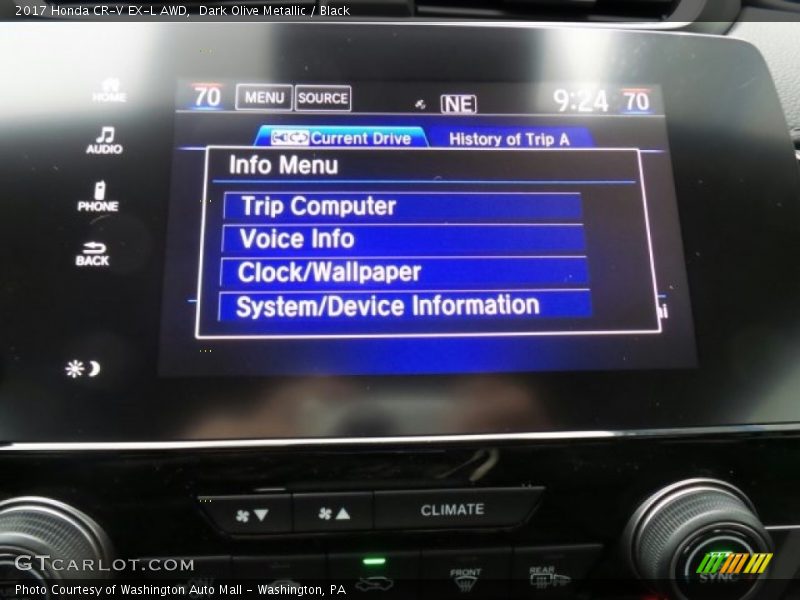 2017 Honda CR-V EX-L AWD, Dark Olive Metallic / Black
HOME
70 MENU SOURCE NE 9:24 70
AUDIO
Current Drive History of Trip A
Info Menu
PHONE
Trip Computer
Voice Info
BACK
Clock/Wallpaper
System/Device Information
CLIMATE
FRONT
REAR
SYNC
GTCARLOT.COM
Photo Courtesy of Washington Auto Mall - Washington, PA